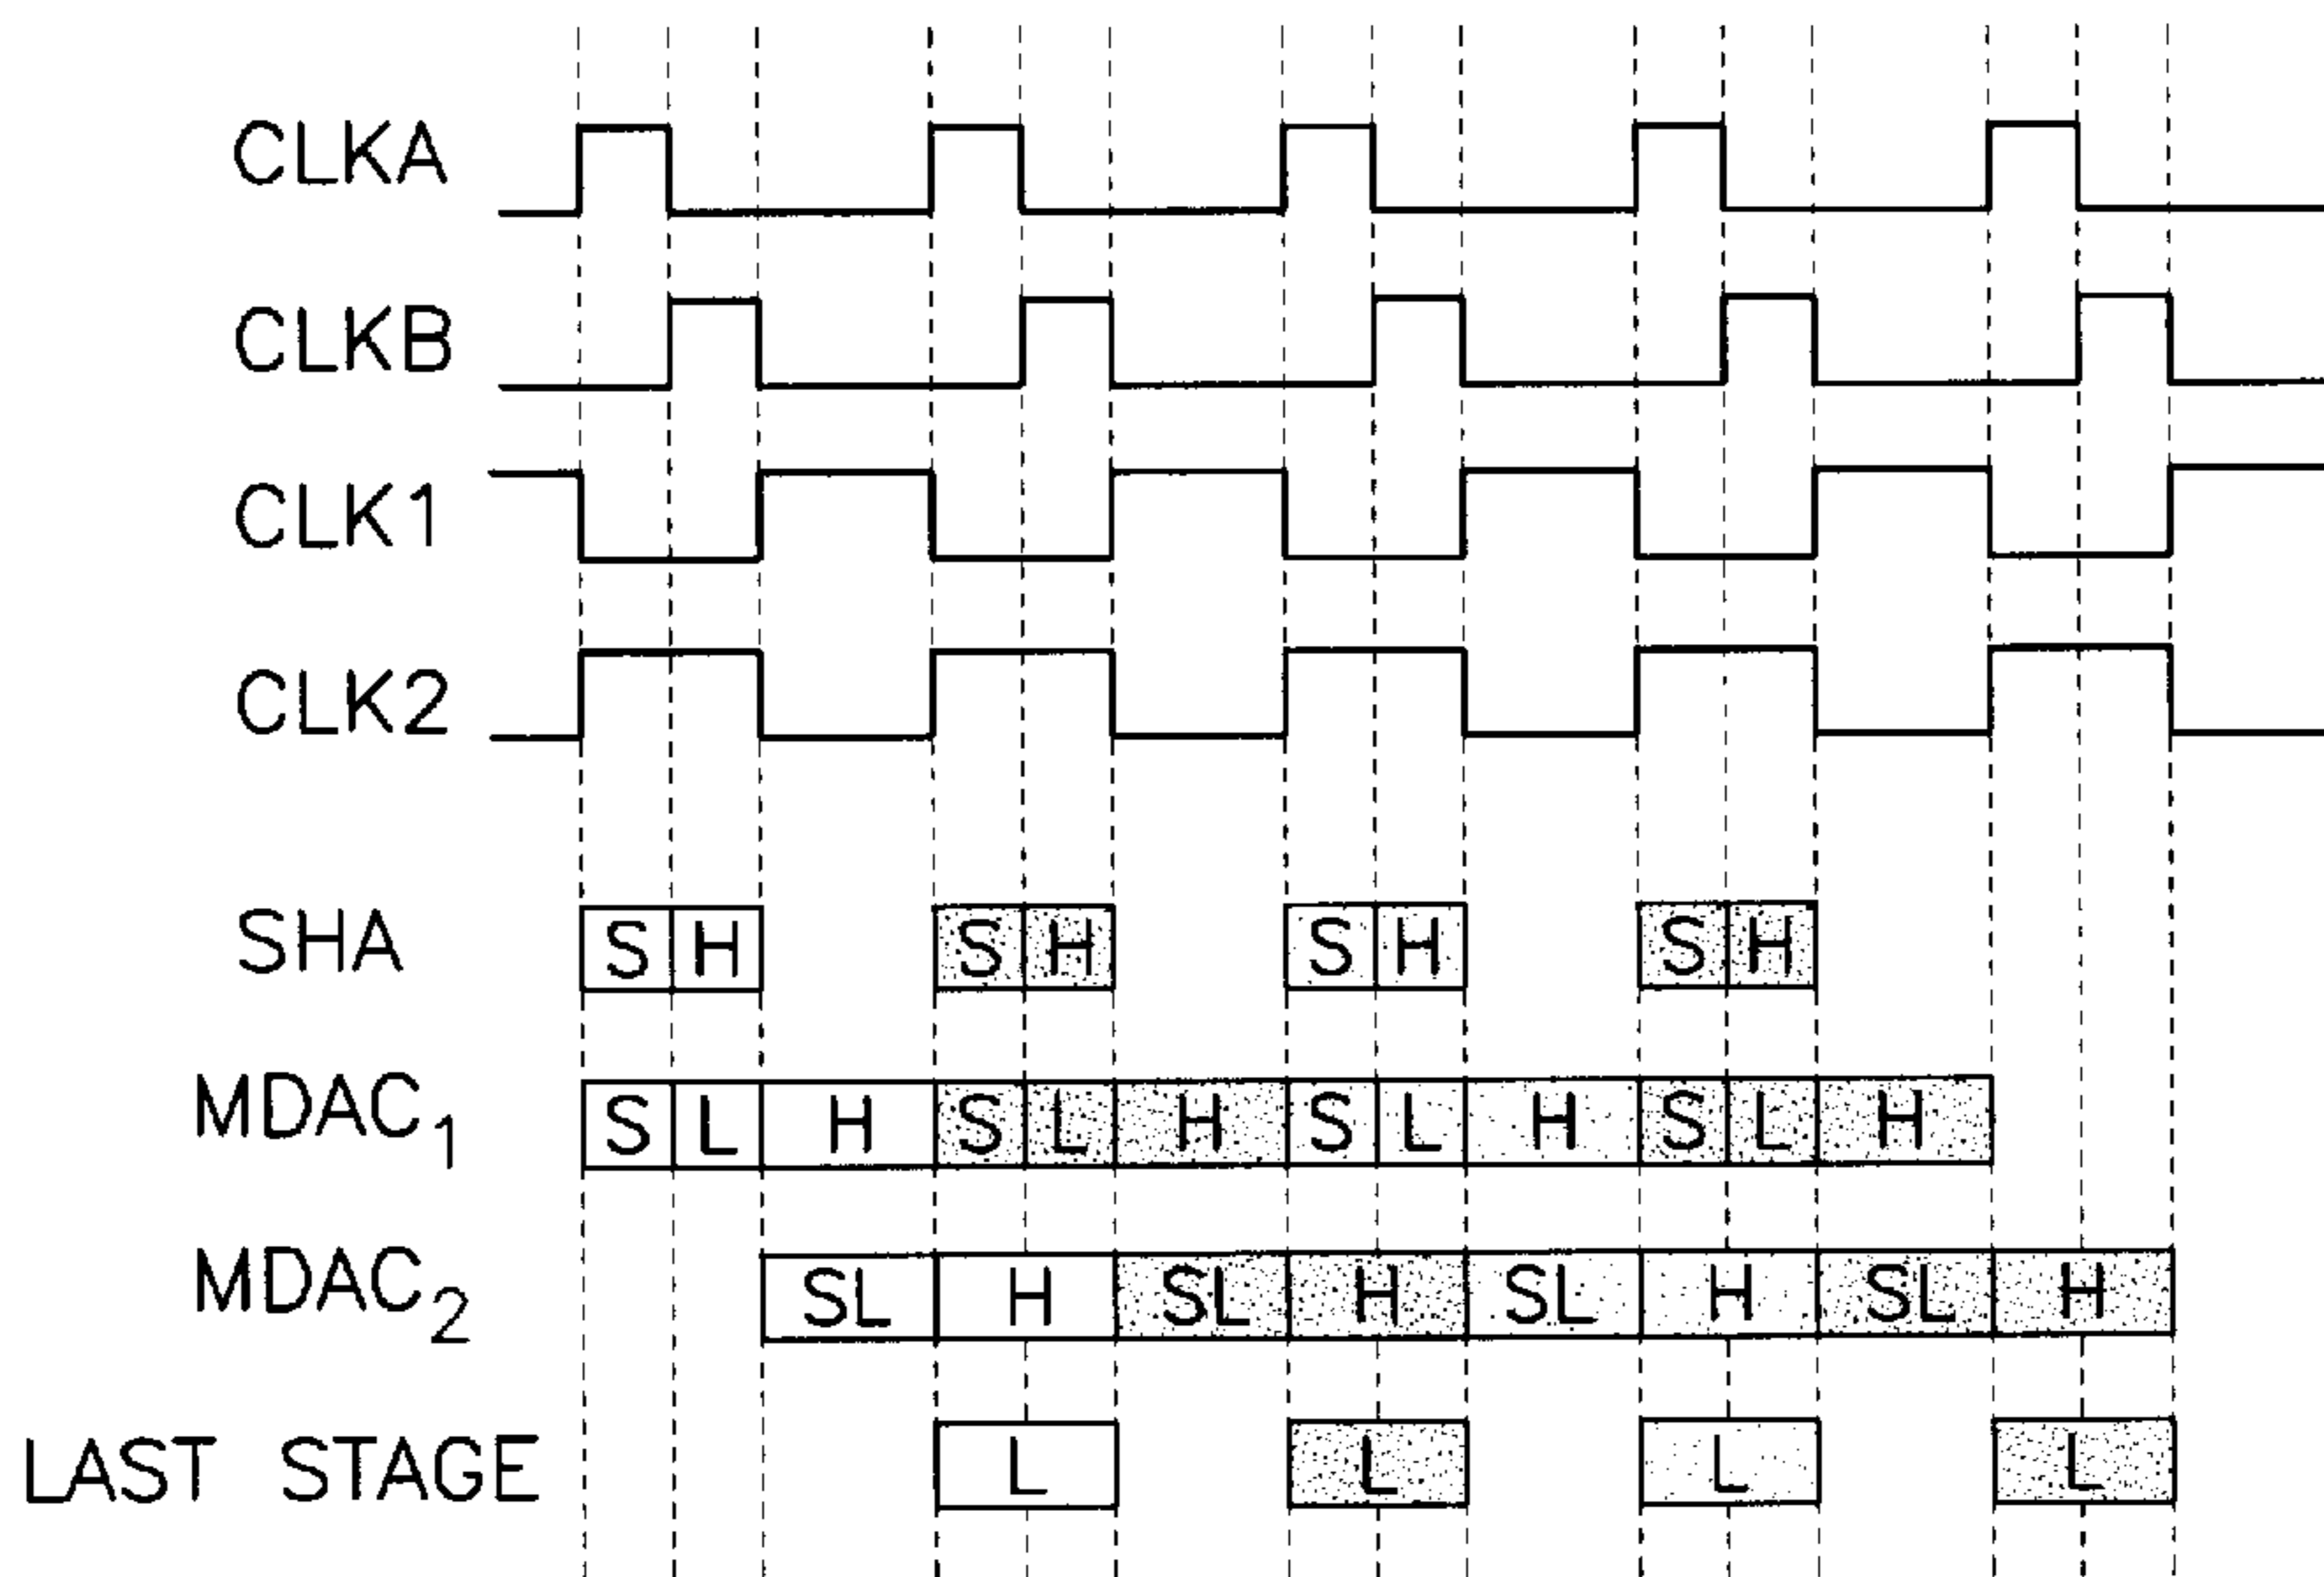 CLKA
CLKB
CLK1
CLK2
SHA S H S H S H S H
MDAC1 S L H S L H S L H S L H
MDAC2 SL H SL H SL H SL H
LAST STAGE L L L L